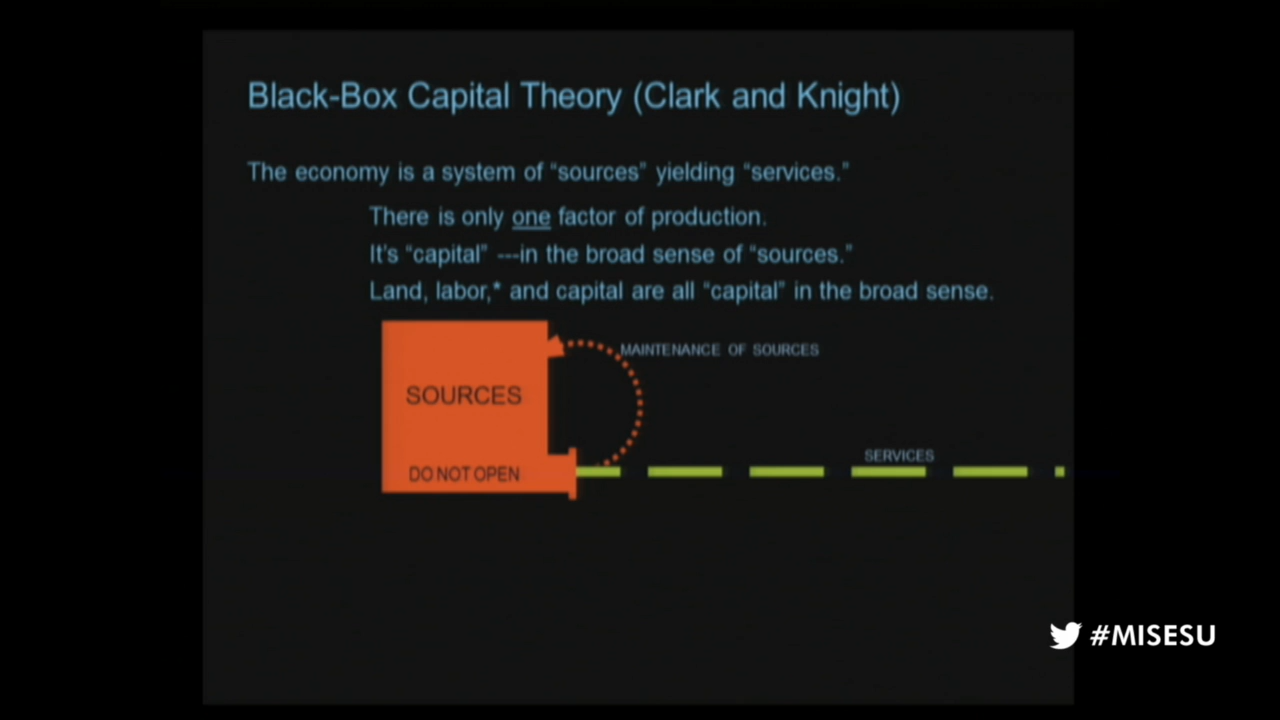 Black-Box Capital Theory (Clark and Knight)
The economy is a system of “sources” yielding “services.”
There is only one factor of production.
It's “capital” ---in the broad sense of “sources.”
Land, labor,* and capital are all “capital” in the broad sense.
MAINTENANCE OF SOURCES
SOURCES
SERVICES
DO NOT OPEN
#MISESU